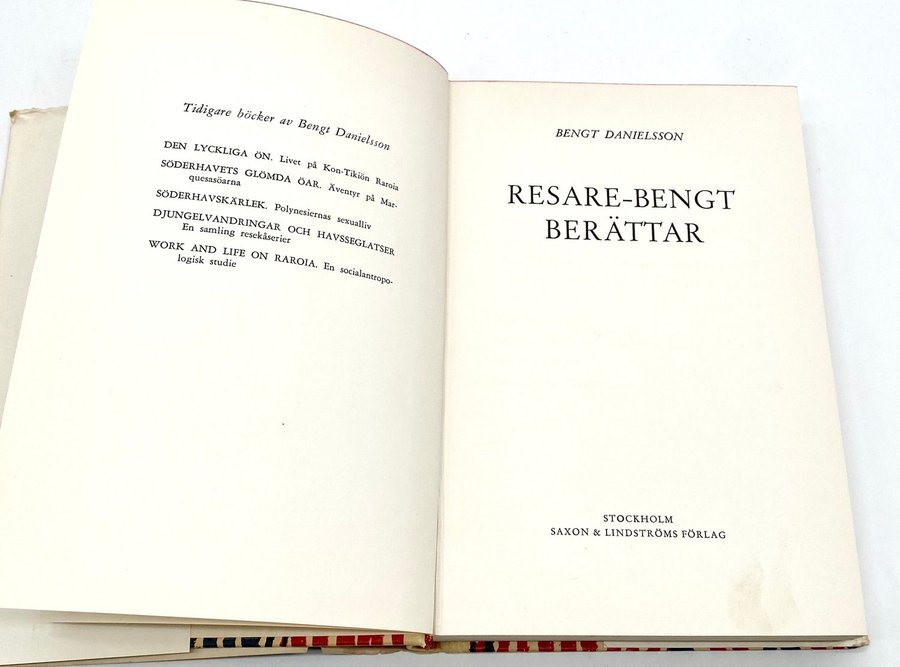 Tidigare böcker av Bengt Danielsson
DEN LYCKLIGA ÖN. Livet på Kon-Tikiön Raroia
SÖDERHAVETS GLÖMDA ÖAR. Äventyr på Mar-
quesasöarna
SÖDERHAVSKÄRLEK. Polynesiernas sexualliv
DJUNGELVANDRINGAR OCH HAVSSEGLATSER
En samling resekåserier
WORK AND LIFE ON RAROIA. En socialantropo-
logisk studie
BENGT DANIELSSON
RESARE-BENGT
BERÄTTAR
STOCKHOLM
SAXON & LINDSTRÖMS FÖRLAG